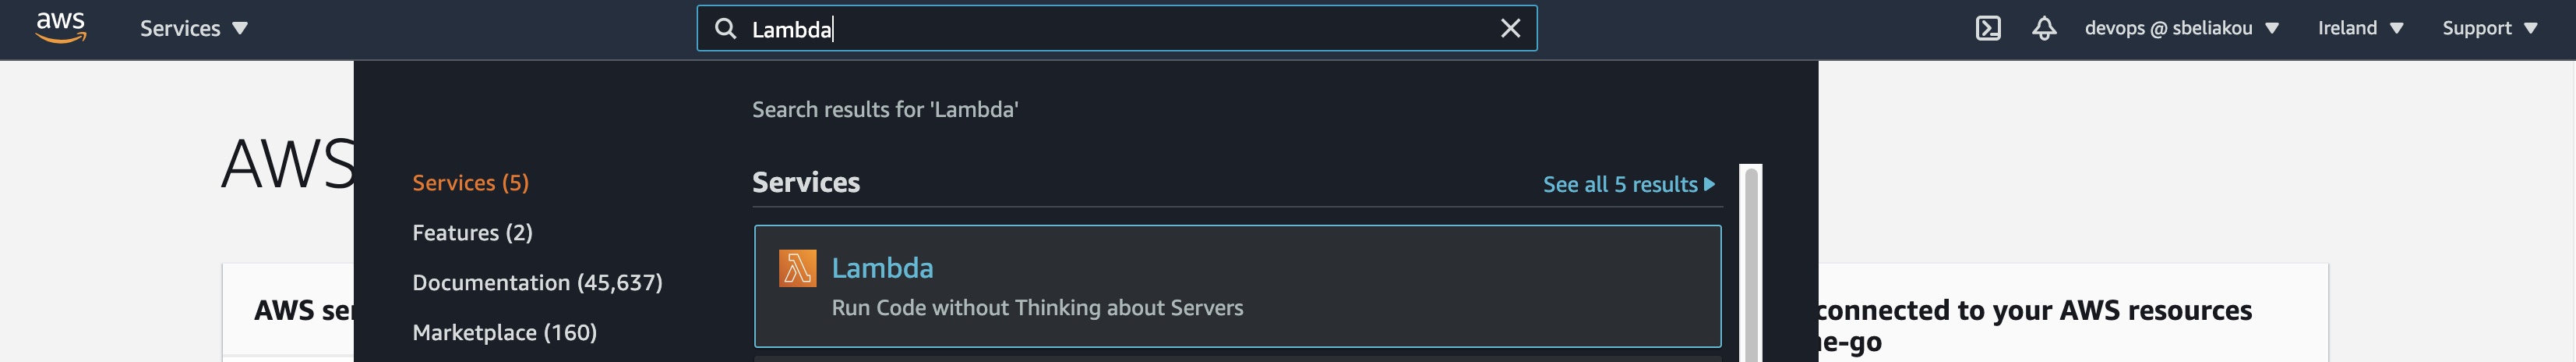 aws
Services
Lambda
devops @ sbeliakou
Ireland
Support
AWS
Search results for 'Lambda'
Services (5)
Features (2)
Documentation (45,637)
Marketplace (160)
Services
See all 5 results
Lambda
Run Code without Thinking about Servers
AWS ser
connected to your AWS resources
e-go